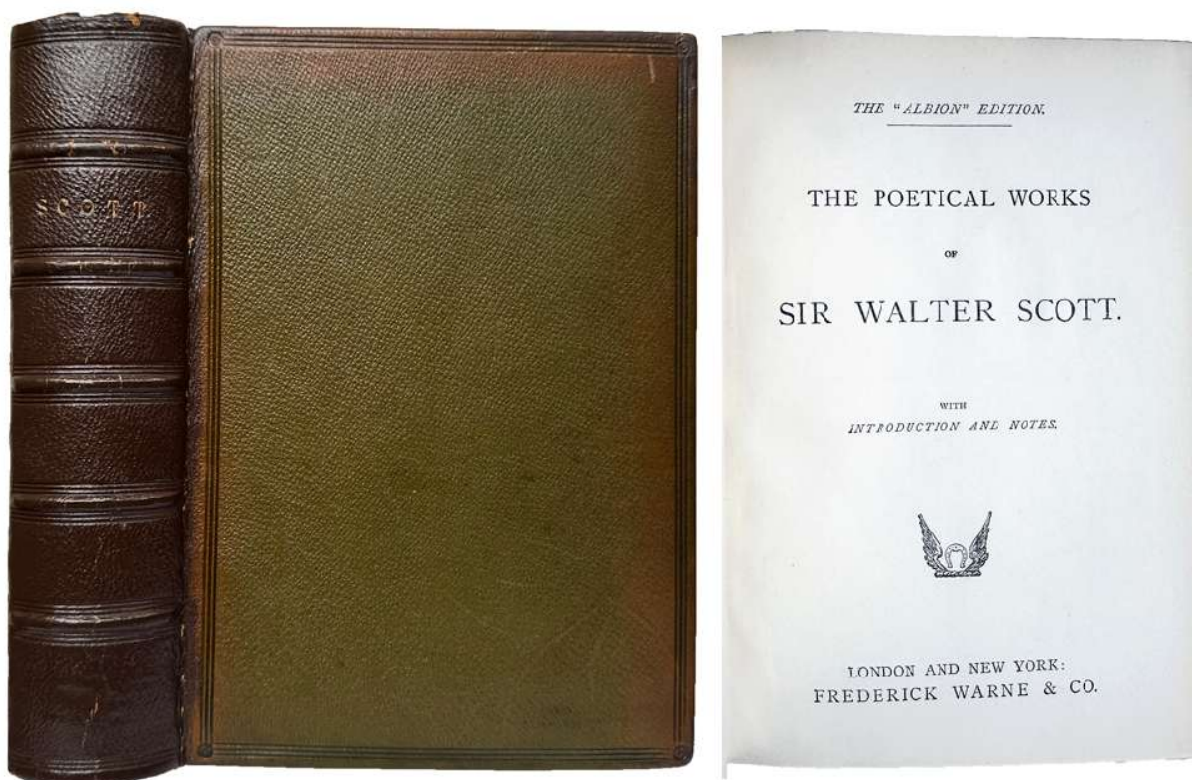 SCOTT
THE "ALBION" EDITION.
THE POETICAL WORKS
OF
SIR WALTER SCOTT.
WITH
INTRODUCTION AND NOTES.
LONDON AND NEW YORK:
FREDERICK WARNE & CO.